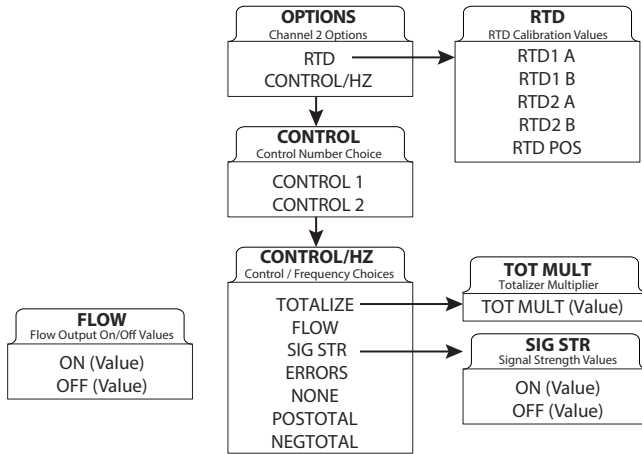 OPTIONS
Channel 2 Options
RTD
CONTROL/HZ
RTD
RTD Calibration Values
RTD1 A
RTD1 B
RTD2 A
RTD2 B
RTD POS
CONTROL
Control Number Choice
CONTROL 1
CONTROL 2
CONTROL/HZ
Control / Frequency Choices
TOTALIZE
FLOW
SIG STR
ERRORS
NONE
POSTOTAL
NEGTOTAL
TOT MULT
Totalizer Multiplier
TOT MULT (Value)
FLOW
Flow Output On/Off Values
ON (Value)
OFF (Value)
SIG STR
Signal Strength Values
ON (Value)
OFF (Value)